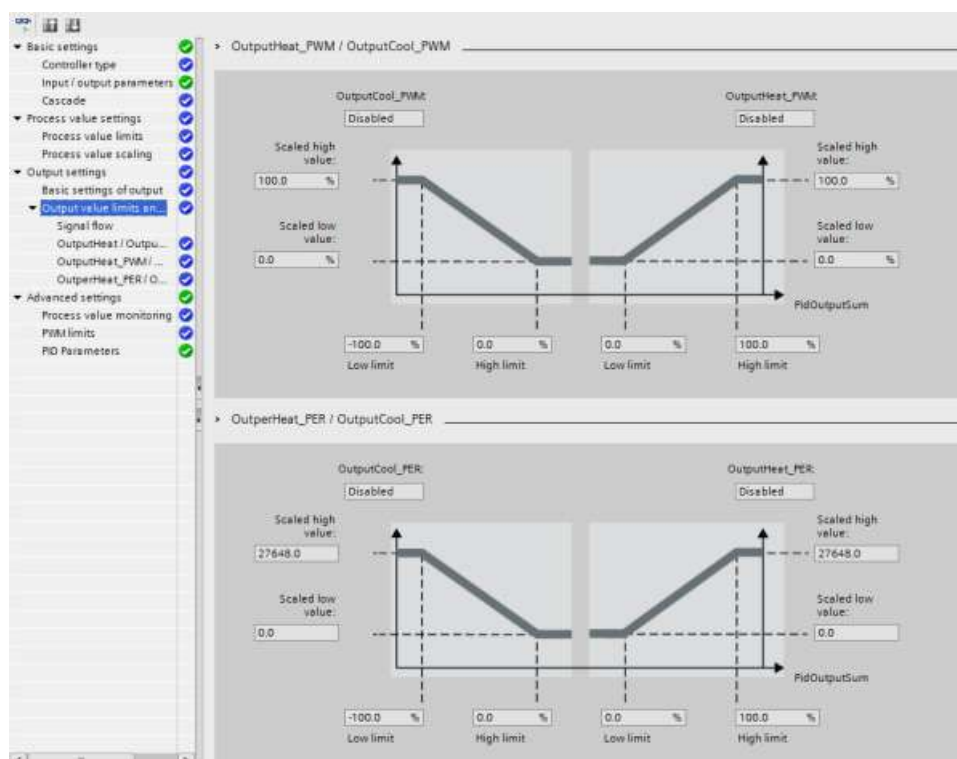 Basic settings
Controller type
Input / output parameters
Cascade
Process value settings
Process value limits
Process value scaling
Output settings
Basic settings of output
Output value limits an...
Signal flow
OutputHeat / Outpu...
OutputHeat_PWM / ...
OutperHeat_PER / O...
Advanced settings
Process value monitoring
PWM limits
PID Parameters
OutputHeat_PWM / OutputCool_PWM
OutputCool_PWM: OutputHeat_PWM:
Disabled Disabled
Scaled high value: Scaled high value:
100.0 % 100.0 %
Scaled low value: Scaled low value:
0.0 % 0.0 %
PidOutputSum
-100.0 % 0.0 % 0.0 % 100.0 %
Low limit High limit Low limit High limit
OutperHeat_PER / OutputCool_PER
OutputCool_PER: OutputHeat_PER:
Disabled Disabled
Scaled high value: Scaled high value:
27648.0 27648.0
Scaled low value: Scaled low value:
0.0 0.0
PidOutputSum
-100.0 % 0.0 % 0.0 % 100.0 %
Low limit High limit Low limit High limit